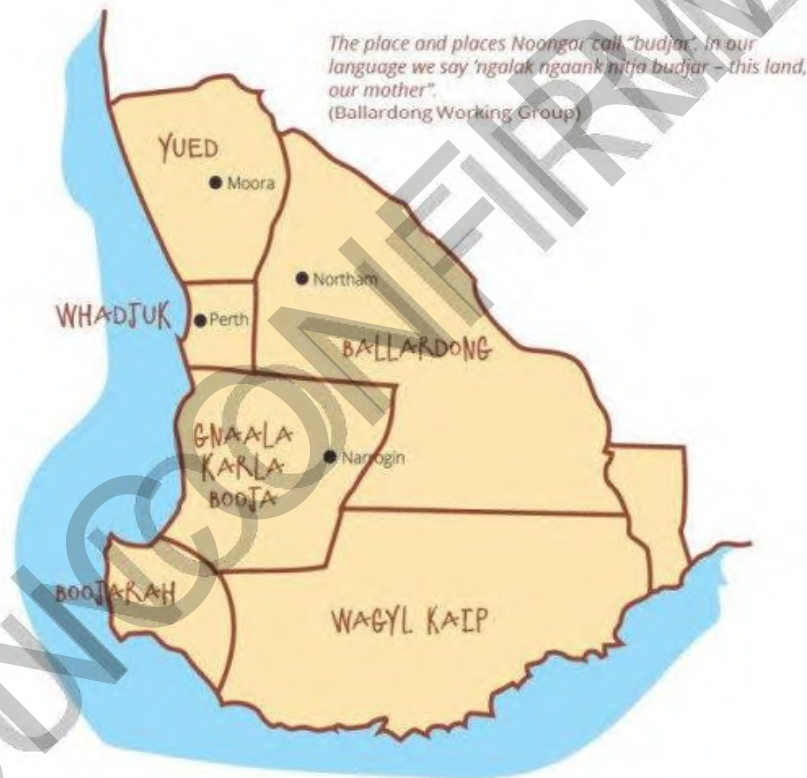 The place and places Noongar call "budjar'. In our
language we say 'ngalak ngaank nitja budjar – this land,
our mother".
(Ballardong Working Group)
YUED
Moora
Northam
WHADJUK
Perth
BALLARDONG
GNAALA
KARLA
BOOJA
Narrogin
BOOJARAH
WAGYL KAIP
UNCONFIRM